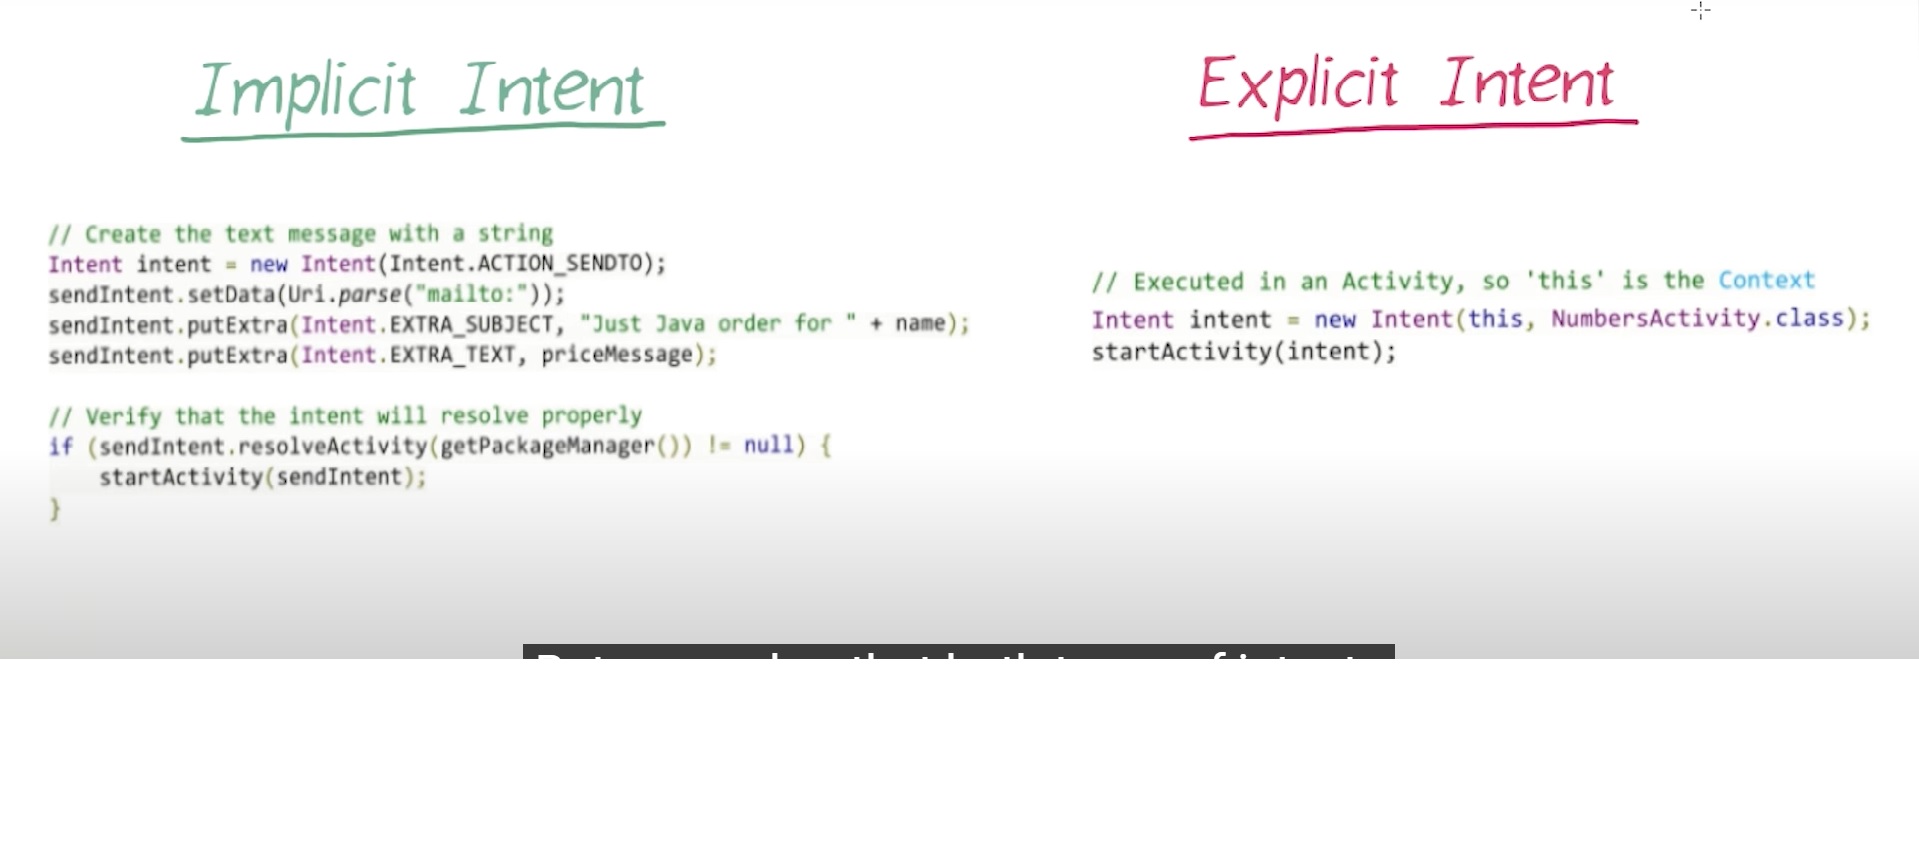 Implicit Intent
// Create the text message with a string
Intent intent = new Intent(Intent.ACTION_SENDTO);
sendIntent.setData(Uri.parse("mailto:"));
sendIntent.putExtra(Intent.EXTRA_SUBJECT, "Just Java order for " + name);
sendIntent.putExtra(Intent.EXTRA_TEXT, priceMessage);
// Verify that the intent will resolve properly
if (sendIntent.resolveActivity(getPackageManager()) != null) {
startActivity(sendIntent);
}
Explicit Intent
// Executed in an Activity, so 'this' is the Context
Intent intent = new Intent(this, NumbersActivity.class);
startActivity(intent);